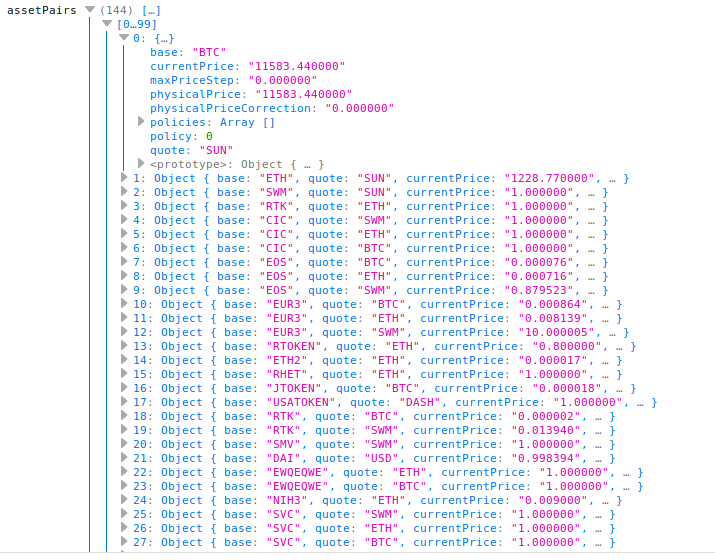 assetPairs (144) […]
[0…99]
0: {…}
base: "BTC"
currentPrice: "11583.440000"
maxPriceStep: "0.000000"
physicalPrice: "11583.440000"
physicalPriceCorrection: "0.000000"
policies: Array []
policy: 0
quote: "SUN"
<prototype>: Object { … }
1: Object { base: "ETH", quote: "SUN", currentPrice: "1228.770000", … }
2: Object { base: "SWM", quote: "SUN", currentPrice: "1.000000", … }
3: Object { base: "RTK", quote: "ETH", currentPrice: "1.000000", … }
4: Object { base: "CIC", quote: "SWM", currentPrice: "1.000000", … }
5: Object { base: "CIC", quote: "ETH", currentPrice: "1.000000", … }
6: Object { base: "CIC", quote: "BTC", currentPrice: "1.000000", … }
7: Object { base: "EOS", quote: "BTC", currentPrice: "0.000076", … }
8: Object { base: "EOS", quote: "ETH", currentPrice: "0.000716", … }
9: Object { base: "EOS", quote: "SWM", currentPrice: "0.879523", … }
10: Object { base: "EUR3", quote: "BTC", currentPrice: "0.000864", … }
11: Object { base: "EUR3", quote: "ETH", currentPrice: "0.008139", … }
12: Object { base: "EUR3", quote: "SWM", currentPrice: "10.000005", … }
13: Object { base: "RTOKEN", quote: "ETH", currentPrice: "0.800000", … }
14: Object { base: "ETH2", quote: "ETH", currentPrice: "0.000017", … }
15: Object { base: "RHET", quote: "ETH", currentPrice: "1.000000", … }
16: Object { base: "JTOKEN", quote: "BTC", currentPrice: "0.000018", … }
17: Object { base: "USATOKEN", quote: "DASH", currentPrice: "1.000000", … }
18: Object { base: "RTK", quote: "BTC", currentPrice: "0.000002", … }
19: Object { base: "RTK", quote: "SWM", currentPrice: "0.013940", … }
20: Object { base: "SMV", quote: "SWM", currentPrice: "1.000000", … }
21: Object { base: "DAI", quote: "USD", currentPrice: "0.998394", … }
22: Object { base: "EWQEQWE", quote: "ETH", currentPrice: "1.000000", … }
23: Object { base: "EWQEQWE", quote: "BTC", currentPrice: "1.000000", … }
24: Object { base: "NIH3", quote: "ETH", currentPrice: "0.009000", … }
25: Object { base: "SVC", quote: "SWM", currentPrice: "1.000000", … }
26: Object { base: "SVC", quote: "ETH", currentPrice: "1.000000", … }
27: Object { base: "SVC", quote: "BTC", currentPrice: "1.000000", … }